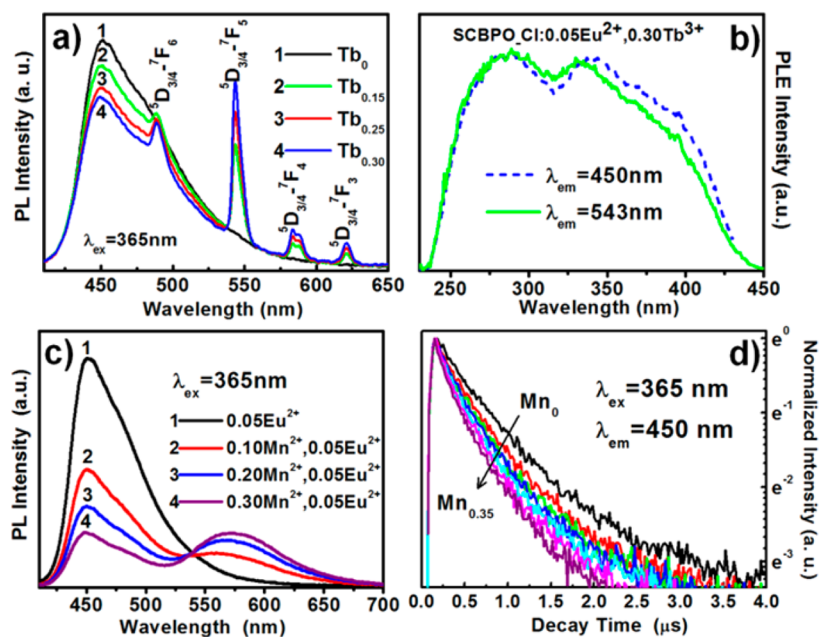 a)
1
2
3
4
⁵D₃/₄-⁷F₆
⁵D₃/₄-⁷F₅
⁵D₃/₄-⁷F₄
⁵D₃/₄-⁷F₃
1 Tb₀
2 Tb₀.₁₅
3 Tb₀.₂₅
4 Tb₀.₃₀
λex=365nm
PL Intensity (a. u.)
450 500 550 600 650
Wavelength (nm)
SCBPO_Cl:0.05Eu²⁺,0.30Tb³⁺
b)
λem=450nm
λem=543nm
PLE Intensity (a.u.)
250 300 350 400 450
Wavelength (nm)
c)
1
2
3
4
λex=365nm
1 0.05Eu²⁺
2 0.10Mn²⁺,0.05Eu²⁺
3 0.20Mn²⁺,0.05Eu²⁺
4 0.30Mn²⁺,0.05Eu²⁺
PL Intensity (a.u.)
450 500 550 600 650 700
Wavelength (nm)
d)
λex=365 nm
λem=450 nm
Mn₀
Mn₀.₃₅
e⁰
e⁻¹
e⁻²
e⁻³
Normalized Intensity (a. u.)
0.0 0.5 1.0 1.5 2.0 2.5 3.0 3.5 4.0
Decay Time (μs)